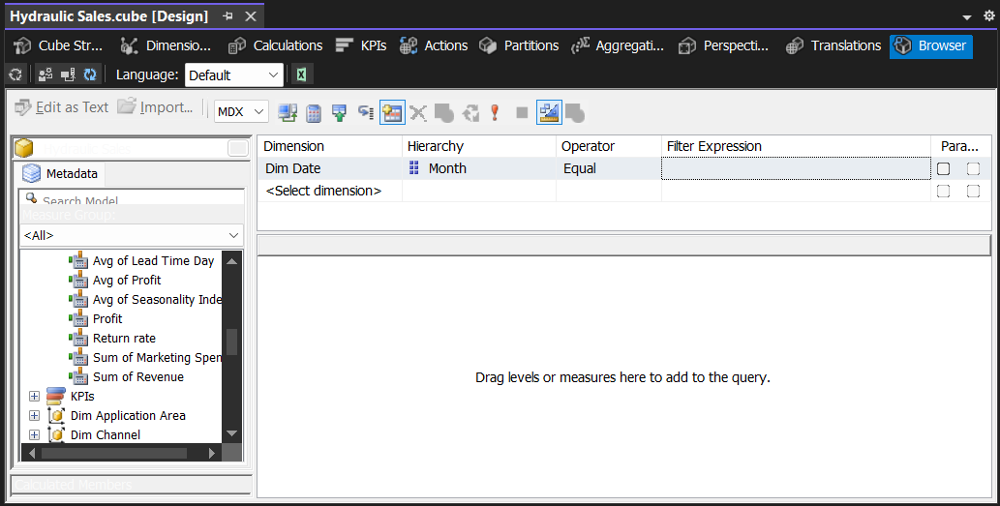 Hydraulic Sales.cube [Design]
Cube Str... Dimensio... Calculations KPIs Actions Partitions Aggregati... Perspecti... Translations Browser
Language: Default
Edit as Text Import... MDX
Dimension Hierarchy Operator Filter Expression Para...
Dim Date Month Equal
<Select dimension>
Metadata
Search Model
Measure Group:
<All>
Avg of Lead Time Day
Avg of Profit
Avg of Seasonality Inde
Profit
Return rate
Sum of Marketing Spen
Sum of Revenue
KPIs
Dim Application Area
Dim Channel
Calculated Members
Drag levels or measures here to add to the query.